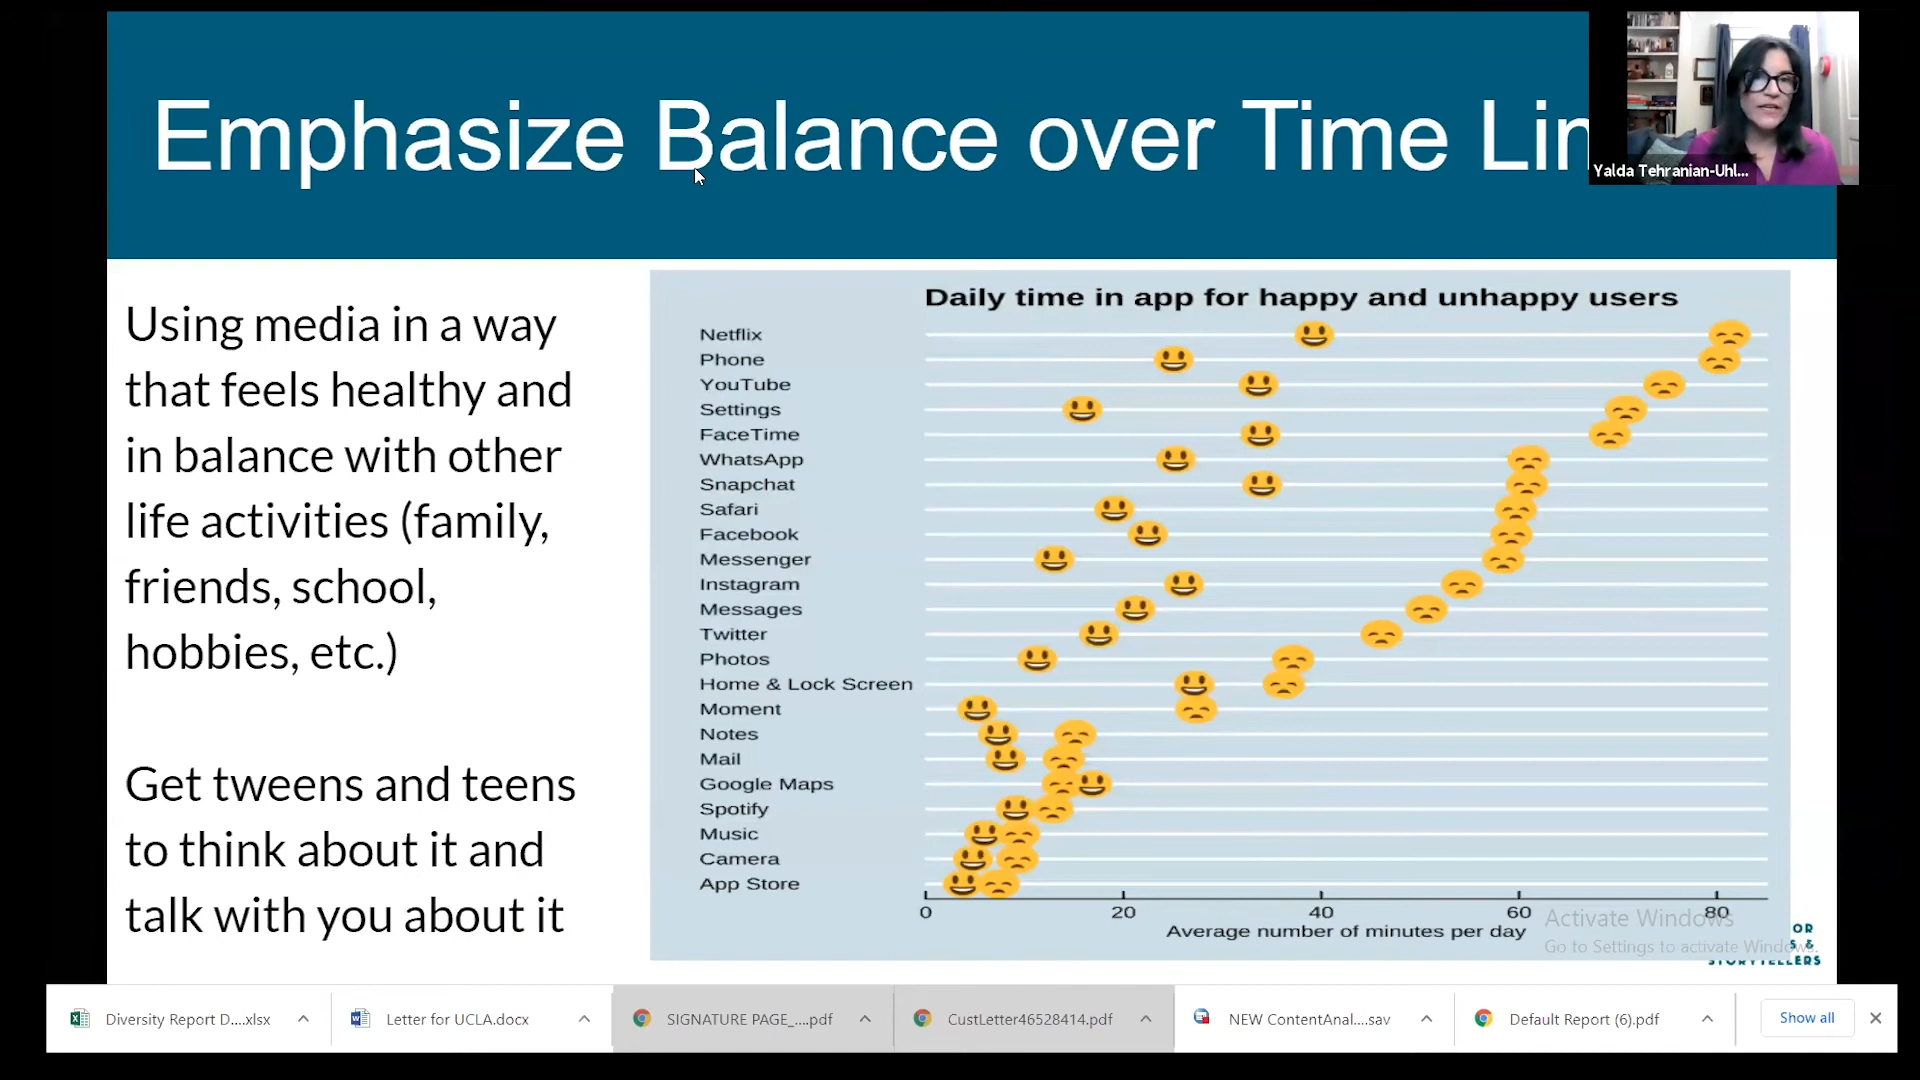 Emphasize Balance over Time Lin
Yalda Tehranian-Uhl...
Using media in a way
that feels healthy and
in balance with other
life activities (family,
friends, school,
hobbies, etc.)
Get tweens and teens
to think about it and
talk with you about it
Daily time in app for happy and unhappy users
Netflix
Phone
YouTube
Settings
FaceTime
WhatsApp
Snapchat
Safari
Facebook
Messenger
Instagram
Messages
Twitter
Photos
Home & Lock Screen
Moment
Notes
Mail
Google Maps
Spotify
Music
Camera
App Store
0 20 40 60 80
Average number of minutes per day
Activate Windows
Go to Settings to activate Windows.
OR
S &
STORYTELLERS
Diversity Report D....xlsx
Letter for UCLA.docx
SIGNATURE PAGE_....pdf
CustLetter46528414.pdf
NEW ContentAnal....sav
Default Report (6).pdf
Show all